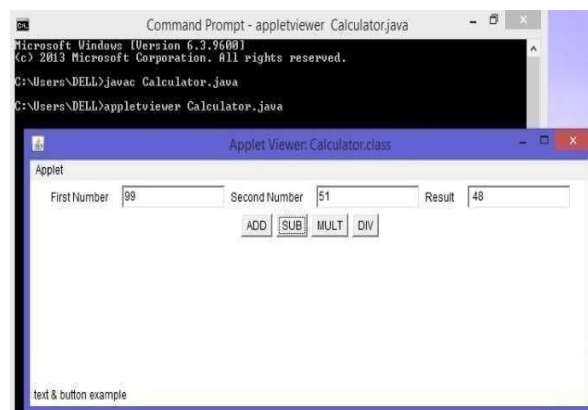 Command Prompt - appletviewer Calculator.java
Microsoft Windows [Version 6.3.9600]
(c) 2013 Microsoft Corporation. All rights reserved.
C:\Users\DELL>javac Calculator.java
C:\Users\DELL>appletviewer Calculator.java
Applet Viewer: Calculator.class
Applet
First Number 99 Second Number 51 Result 48
ADD SUB MULT DIV
text & button example